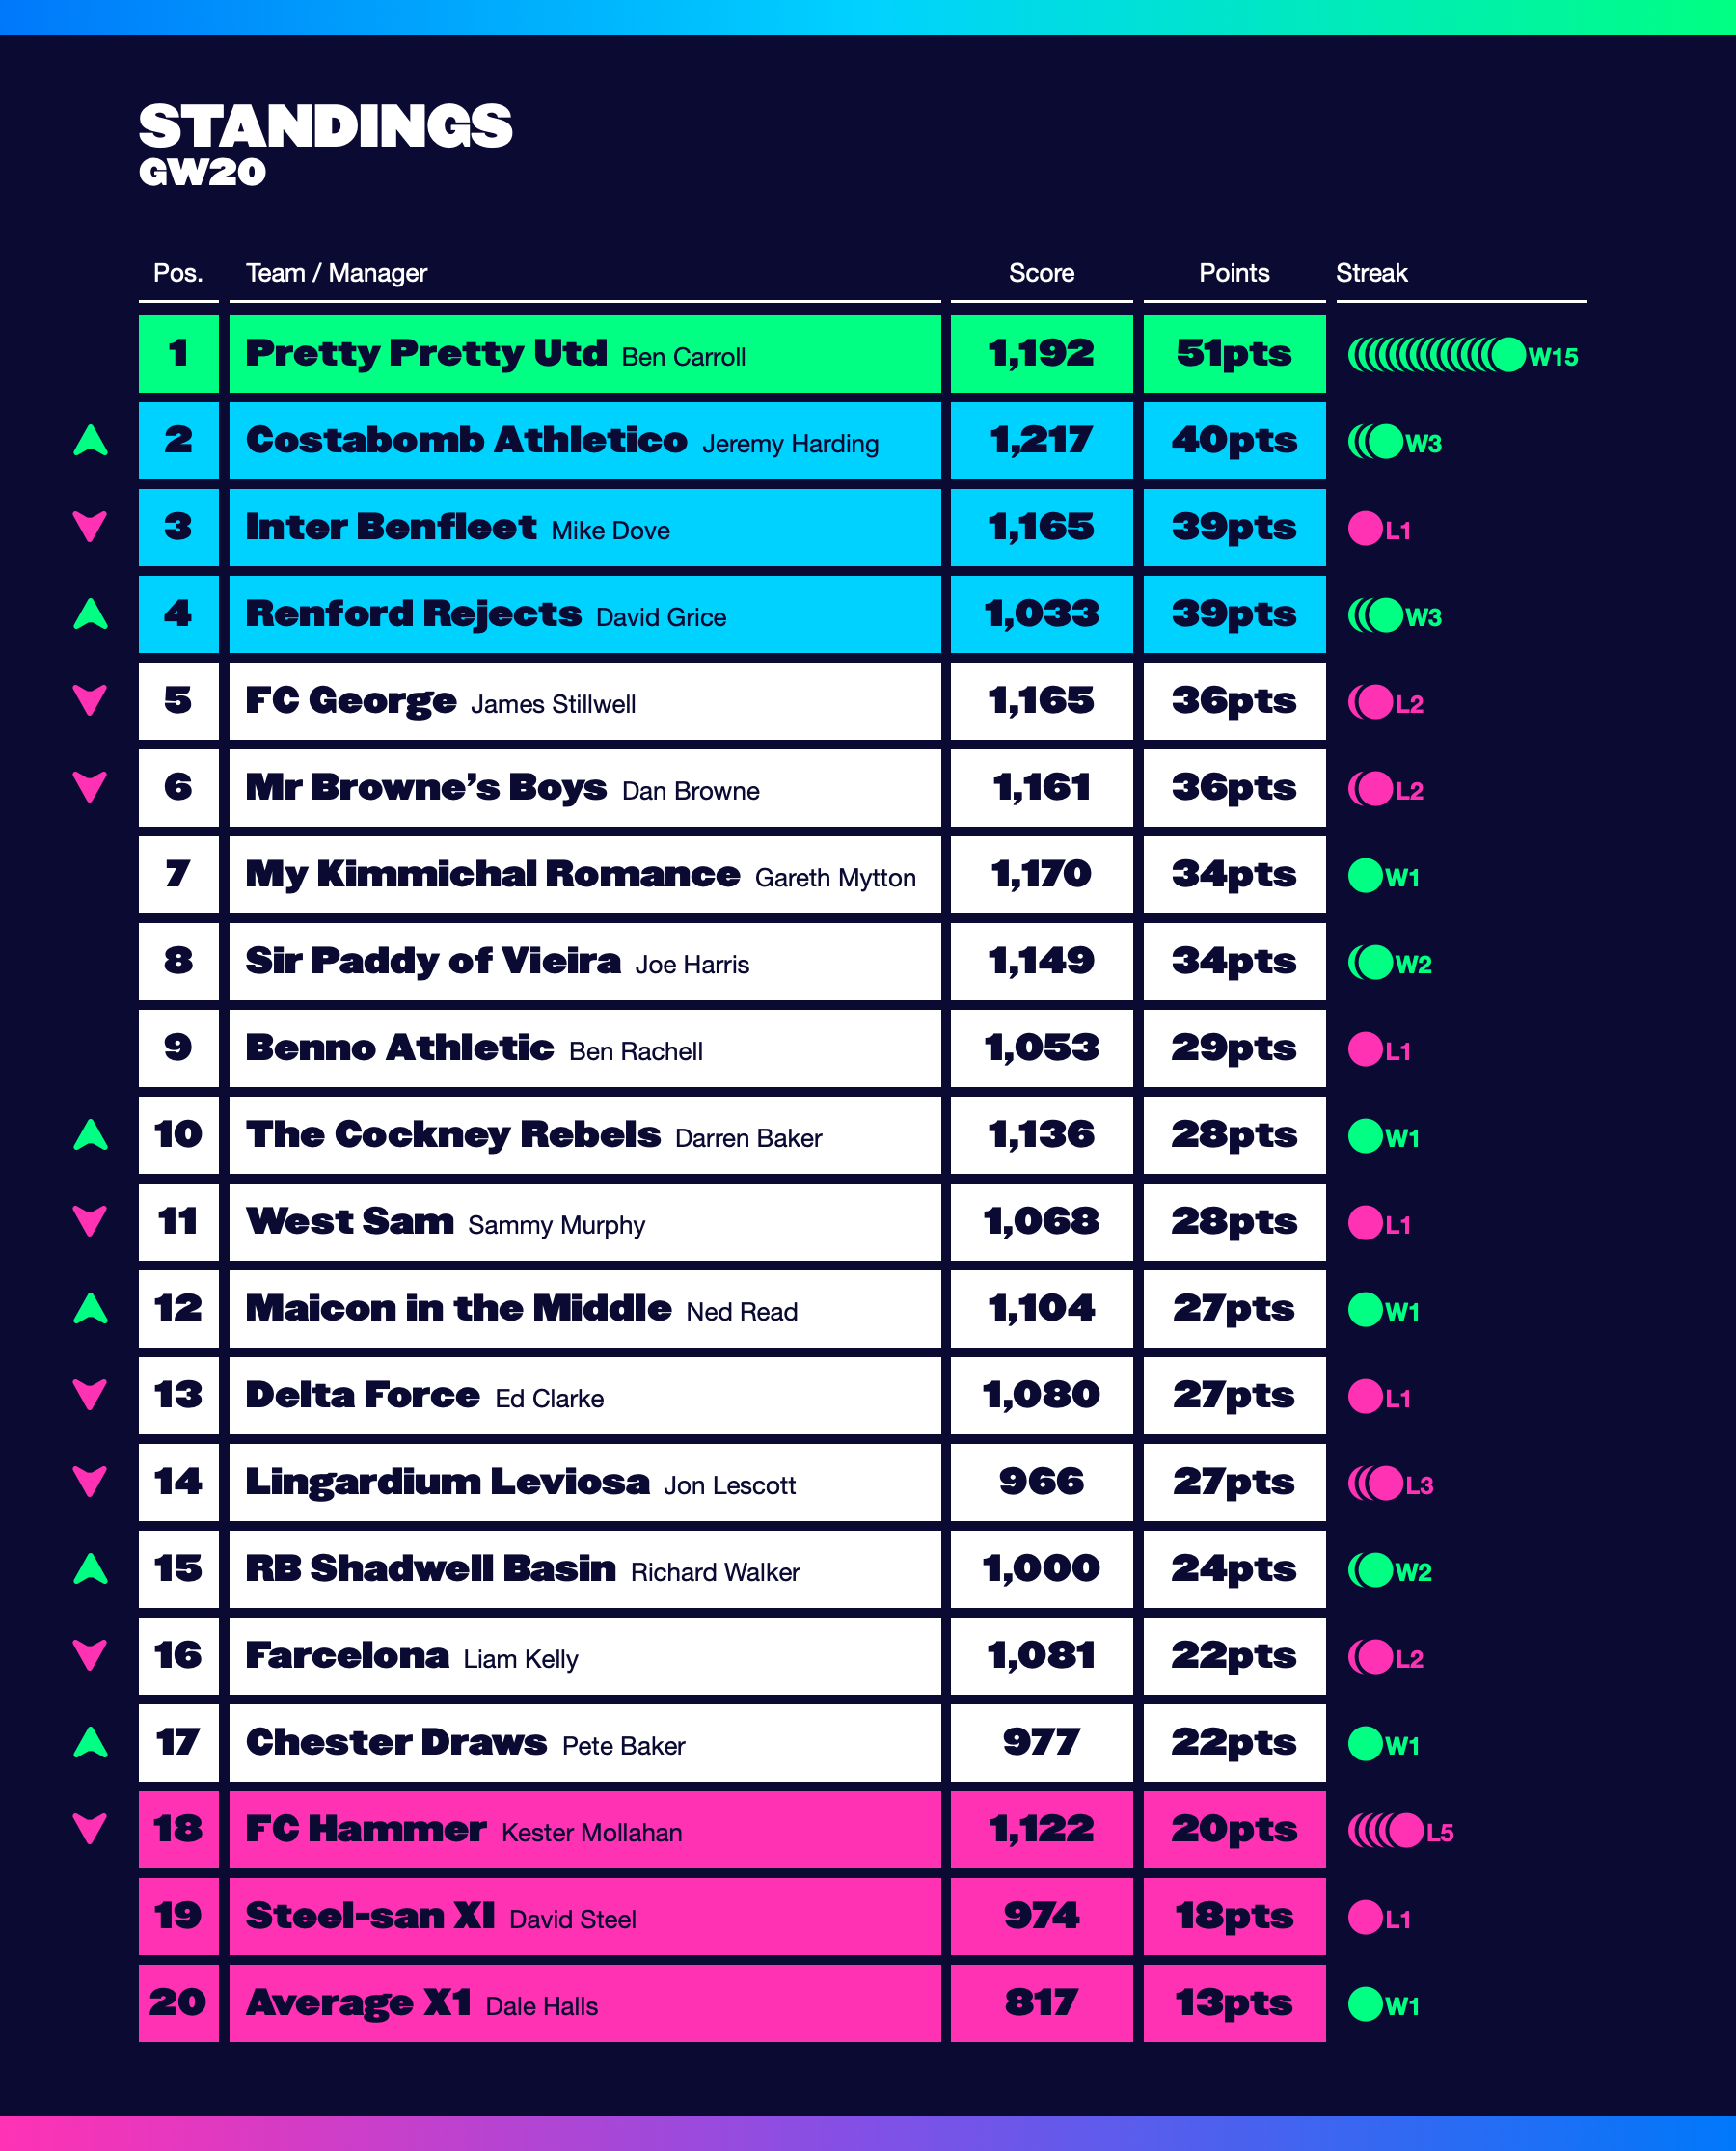 STANDINGS
GW20
Pos. Team / Manager Score Points Streak
1 Pretty Pretty Utd Ben Carroll 1,192 51pts W15
2 Costabomb Athletico Jeremy Harding 1,217 40pts W3
3 Inter Benfleet Mike Dove 1,165 39pts L1
4 Renford Rejects David Grice 1,033 39pts W3
5 FC George James Stillwell 1,165 36pts L2
6 Mr Browne’s Boys Dan Browne 1,161 36pts L2
7 My Kimmichal Romance Gareth Mytton 1,170 34pts W1
8 Sir Paddy of Vieira Joe Harris 1,149 34pts W2
9 Benno Athletic Ben Rachell 1,053 29pts L1
10 The Cockney Rebels Darren Baker 1,136 28pts W1
11 West Sam Sammy Murphy 1,068 28pts L1
12 Maicon in the Middle Ned Read 1,104 27pts W1
13 Delta Force Ed Clarke 1,080 27pts L1
14 Lingardium Leviosa Jon Lescott 966 27pts L3
15 RB Shadwell Basin Richard Walker 1,000 24pts W2
16 Farcelona Liam Kelly 1,081 22pts L2
17 Chester Draws Pete Baker 977 22pts W1
18 FC Hammer Kester Mollahan 1,122 20pts L5
19 Steel-san XI David Steel 974 18pts L1
20 Average X1 Dale Halls 817 13pts W1